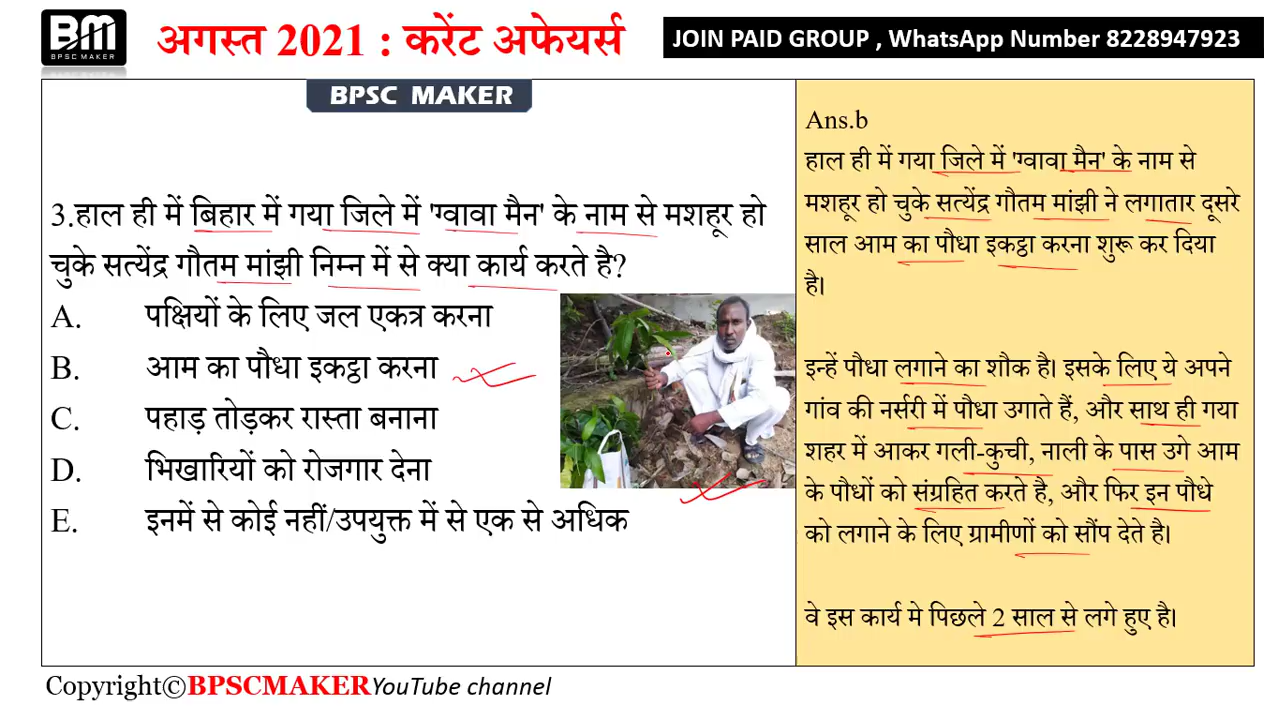 BM
BPSC MAKER
अगस्त 2021 : करेंट अफेयर्स
JOIN PAID GROUP , WhatsApp Number 8228947923
BPSC MAKER
3.हाल ही में बिहार में गया जिले में 'ग्वावा मैन' के नाम से मशहूर हो
चुके सत्येंद्र गौतम मांझी निम्न में से क्या कार्य करते है?
A. पक्षियों के लिए जल एकत्र करना
B. आम का पौधा इकट्ठा करना
C. पहाड़ तोड़कर रास्ता बनाना
D. भिखारियों को रोजगार देना
E. इनमें से कोई नहीं/उपयुक्त में से एक से अधिक
Ans.b
हाल ही में गया जिले में 'ग्वावा मैन' के नाम से
मशहूर हो चुके सत्येंद्र गौतम मांझी ने लगातार दूसरे
साल आम का पौधा इकट्ठा करना शुरू कर दिया
है।
इन्हें पौधा लगाने का शौक है। इसके लिए ये अपने
गांव की नर्सरी में पौधा उगाते हैं, और साथ ही गया
शहर में आकर गली-कुची, नाली के पास उगे आम
के पौधों को संग्रहित करते है, और फिर इन पौधे
को लगाने के लिए ग्रामीणों को सौंप देते है।
वे इस कार्य मे पिछले 2 साल से लगे हुए है।
Copyright©BPSCMAKERYouTube channel